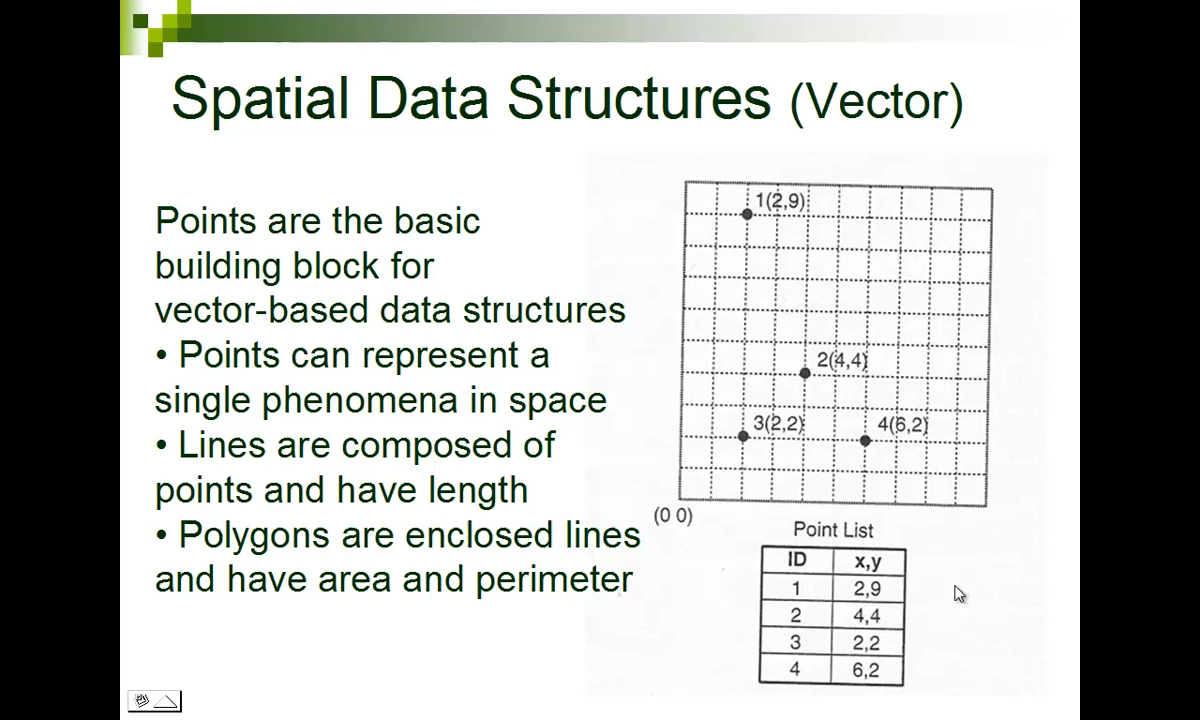 Spatial Data Structures (Vector)
Points are the basic
building block for
vector-based data structures
• Points can represent a
single phenomena in space
• Lines are composed of
points and have length
• Polygons are enclosed lines
and have area and perimeter
1(2,9)
2(4,4)
3(2,2)
4(6,2)
(0 0)
Point List
ID x,y
1 2,9
2 4,4
3 2,2
4 6,2